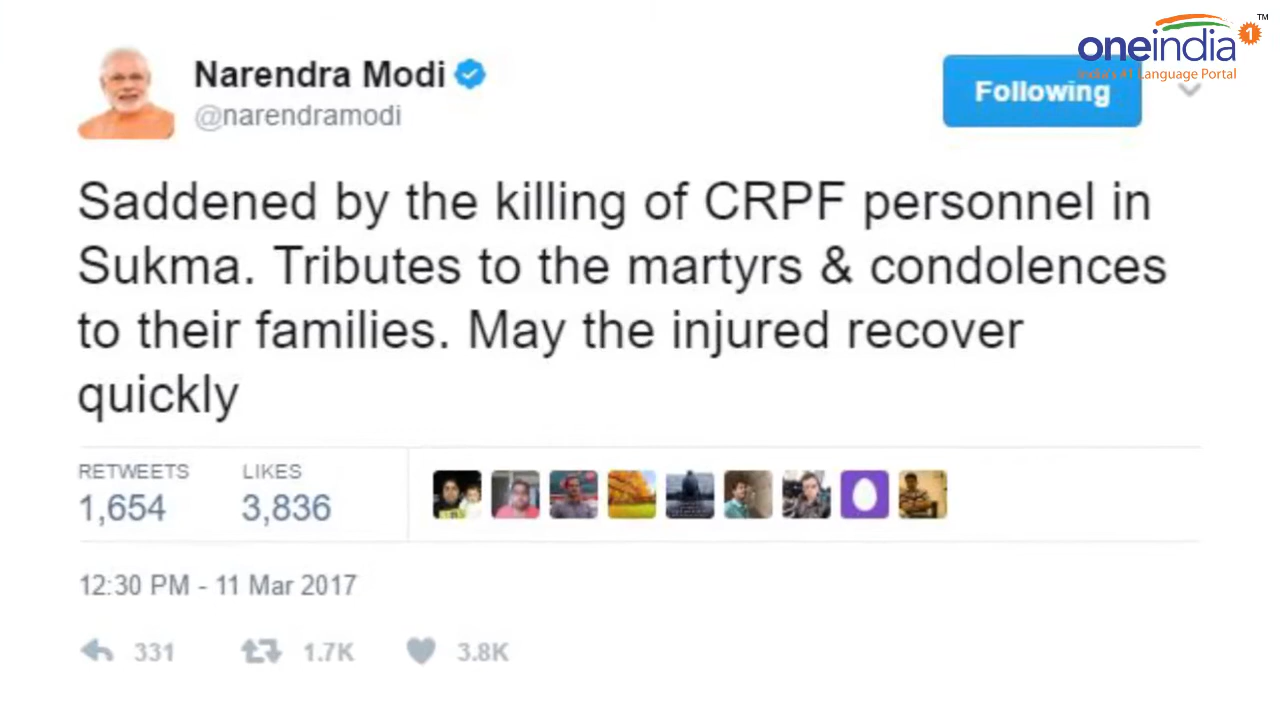 oneindia 1 TM
India's #1 Language Portal
Narendra Modi
@narendramodi
Following
Saddened by the killing of CRPF personnel in
Sukma. Tributes to the martyrs & condolences
to their families. May the injured recover
quickly
RETWEETS LIKES
1,654 3,836
12:30 PM - 11 Mar 2017
331 1.7K 3.8K